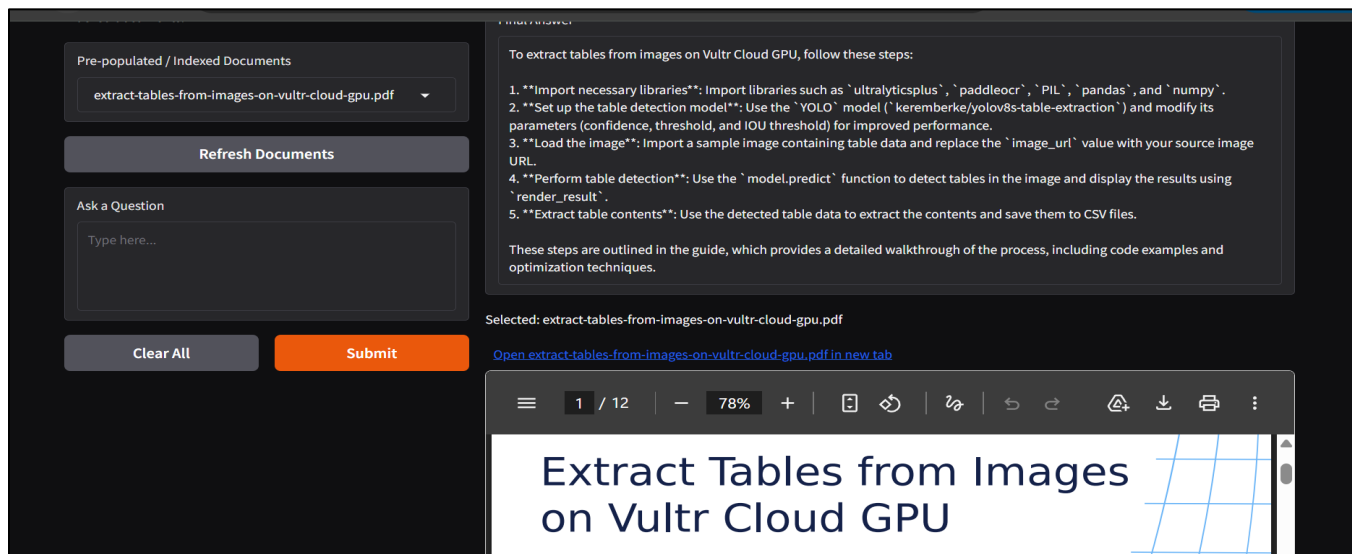 Final Answer
Pre-populated / Indexed Documents
extract-tables-from-images-on-vultr-cloud-gpu.pdf
Refresh Documents
Ask a Question
Type here...
Clear All
Submit
To extract tables from images on Vultr Cloud GPU, follow these steps:
1. **Import necessary libraries**: Import libraries such as `ultralyticsplus`, `paddleocr`, `PIL`, `pandas`, and `numpy`.
2. **Set up the table detection model**: Use the `YOLO` model (`keremberke/yolov8s-table-extraction`) and modify its
parameters (confidence, threshold, and IOU threshold) for improved performance.
3. **Load the image**: Import a sample image containing table data and replace the `image_url` value with your source image
URL.
4. **Perform table detection**: Use the `model.predict` function to detect tables in the image and display the results using
`render_result`.
5. **Extract table contents**: Use the detected table data to extract the contents and save them to CSV files.
These steps are outlined in the guide, which provides a detailed walkthrough of the process, including code examples and
optimization techniques.
Selected: extract-tables-from-images-on-vultr-cloud-gpu.pdf
Open extract-tables-from-images-on-vultr-cloud-gpu.pdf in new tab
1 / 12
78%
Extract Tables from Images
on Vultr Cloud GPU